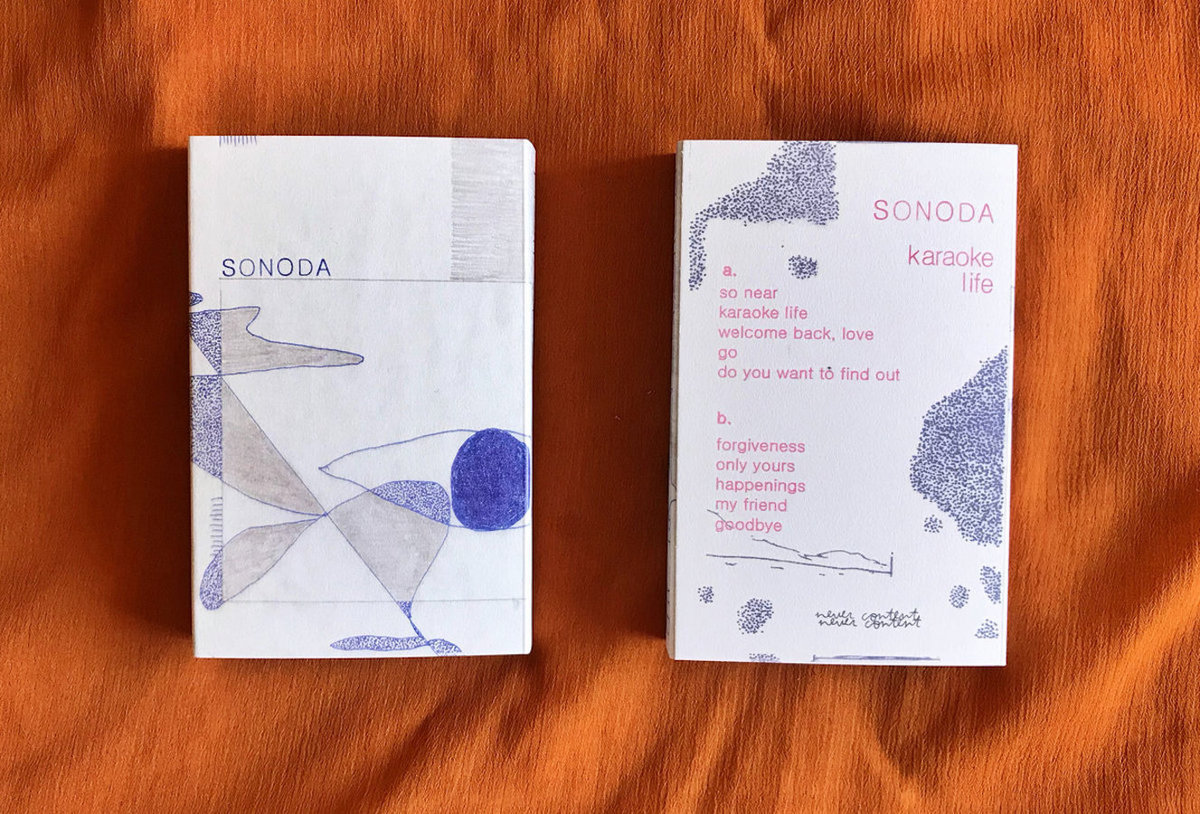 SONODA
SONODA
karaoke
life
a.
so near
karaoke life
welcome back, love
go
do you want to find out
b.
forgiveness
only yours
happenings
my friend
goodbye
never content
never content